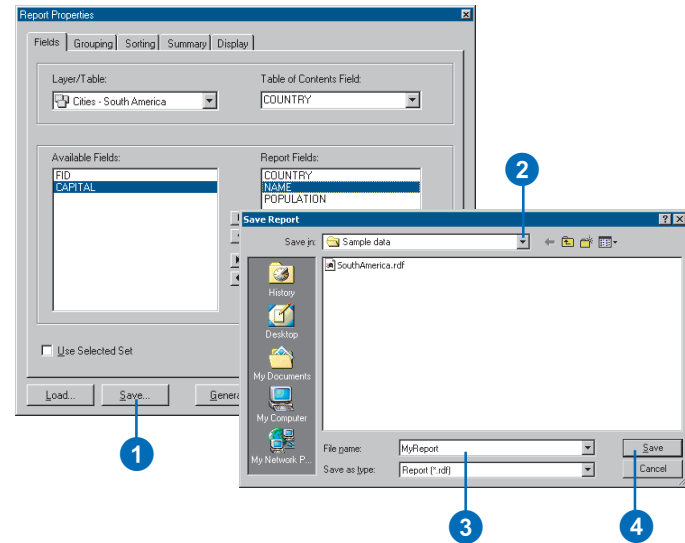 Report Properties
Fields Grouping Sorting Summary Display
Layer/Table:
Cities - South America
Table of Contents Field:
COUNTRY
Available Fields:
FID
CAPITAL
Report Fields:
COUNTRY
NAME
POPULATION
Use Selected Set
Load... Save... Genera
1
2
Save Report
Save in: Sample data
SouthAmerica.rdf
History
Desktop
My Documents
My Computer
My Network P...
File name: MyReport Save
Save as type: Report (*.rdf) Cancel
3
4